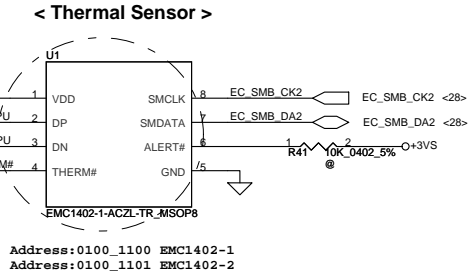 < Thermal Sensor >
U1
1 VDD SMCLK 8 EC_SMB_CK2 EC_SMB_CK2 <28>
2 DP SMDATA 7 EC_SMB_DA2 EC_SMB_DA2 <28>
3 DN ALERT# 6 1 2 +3VS
R41 10K_0402_5%
@
4 THERM# GND 5
EMC1402-1-ACZL-TR_MSOP8
Address:0100_1100 EMC1402-1
Address:0100_1101 EMC1402-2